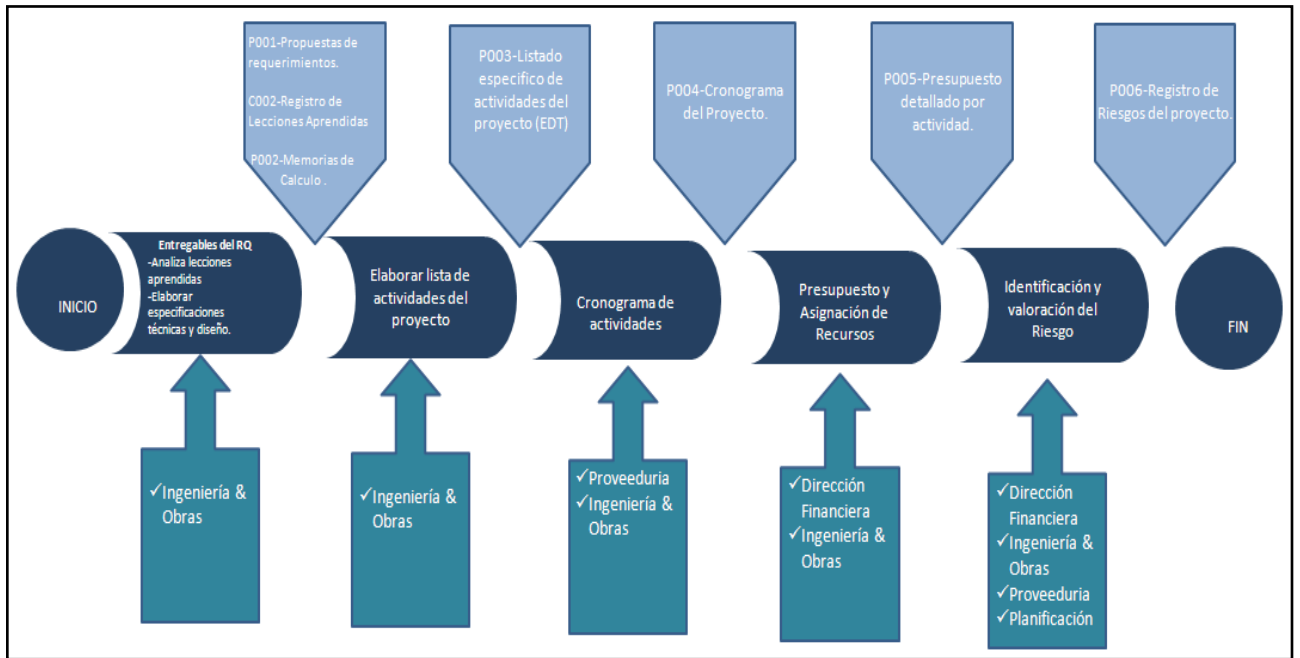 P001-Propuestas de
requerimientos.
C002-Registro de
Lecciones Aprendidas
P002-Memorias de
Calculo .
P003-Listado
especifico de
actividades del
proyecto (EDT)
P004-Cronograma
del Proyecto.
P005-Presupuesto
detallado por
actividad.
P006-Registro de
Riesgos del proyecto.
INICIO
Entregables del RQ
-Analiza lecciones
aprendidas
-Elaborar
especificaciones
técnicas y diseño.
Elaborar lista de
actividades del
proyecto
Cronograma de
actividades
Presupuesto y
Asignación de
Recursos
Identificación y
valoración del
Riesgo
FIN
✓Ingeniería &
Obras
✓Ingeniería &
Obras
✓Proveeduria
✓Ingeniería &
Obras
✓Dirección
Financiera
✓Ingeniería &
Obras
✓Dirección
Financiera
✓Ingeniería &
Obras
✓Proveeduria
✓Planificación